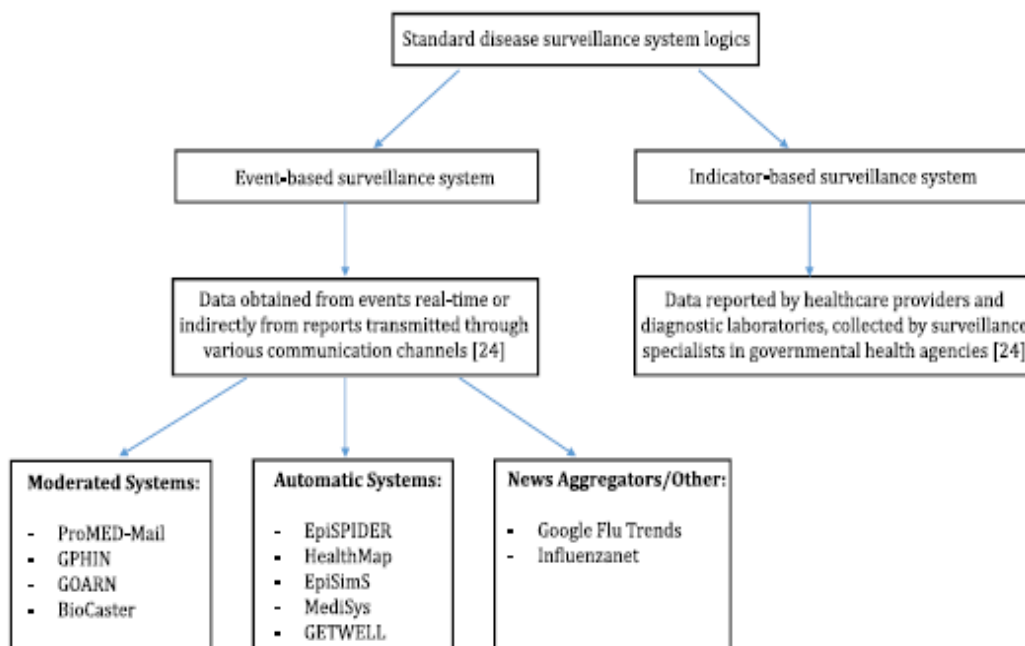 Standard disease surveillance system logics
Event-based surveillance system
Indicator-based surveillance system
Data obtained from events real-time or
indirectly from reports transmitted through
various communication channels [24]
Data reported by healthcare providers and
diagnostic laboratories, collected by surveillance
specialists in governmental health agencies [24]
Moderated Systems:
- ProMED-Mail
- GPHIN
- GOARN
- BioCaster
Automatic Systems:
- EpiSPIDER
- HealthMap
- EpiSimS
- MediSys
- GETWELL
News Aggregators/Other:
- Google Flu Trends
- Influenzanet